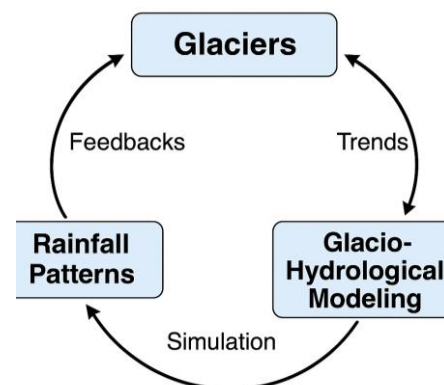 Glaciers
Feedbacks
Trends
Rainfall
Patterns
Glacio-
Hydrological
Modeling
Simulation